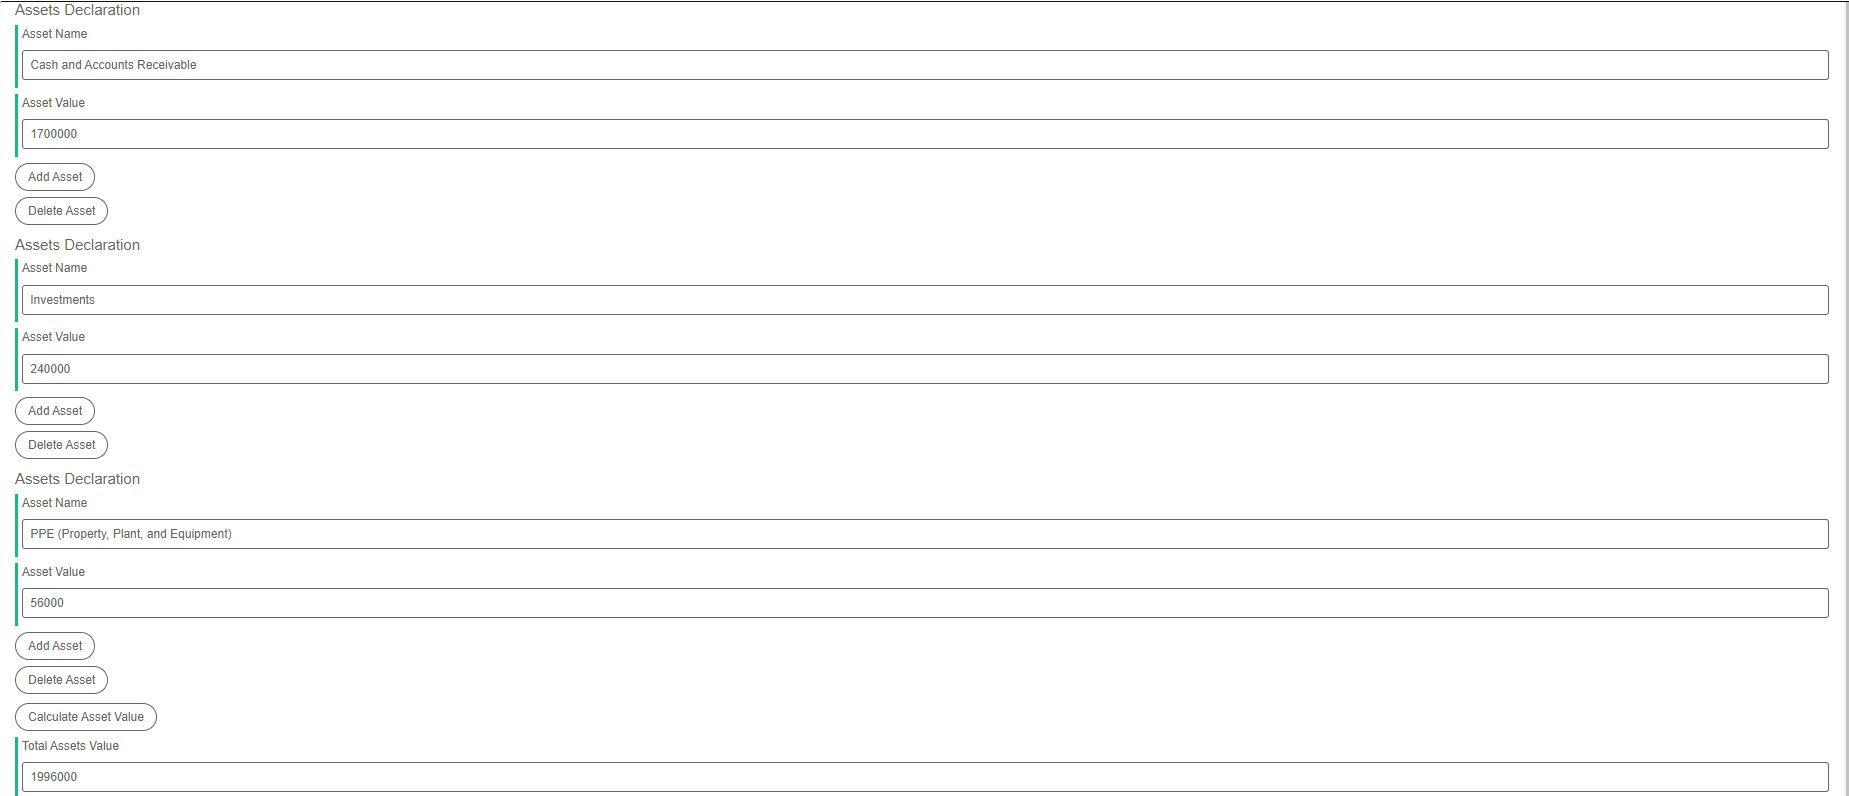 Assets Declaration
Asset Name
Cash and Accounts Receivable
Asset Value
1700000
Add Asset
Delete Asset
Assets Declaration
Asset Name
Investments
Asset Value
240000
Add Asset
Delete Asset
Assets Declaration
Asset Name
PPE (Property, Plant, and Equipment)
Asset Value
56000
Add Asset
Delete Asset
Calculate Asset Value
Total Assets Value
1996000